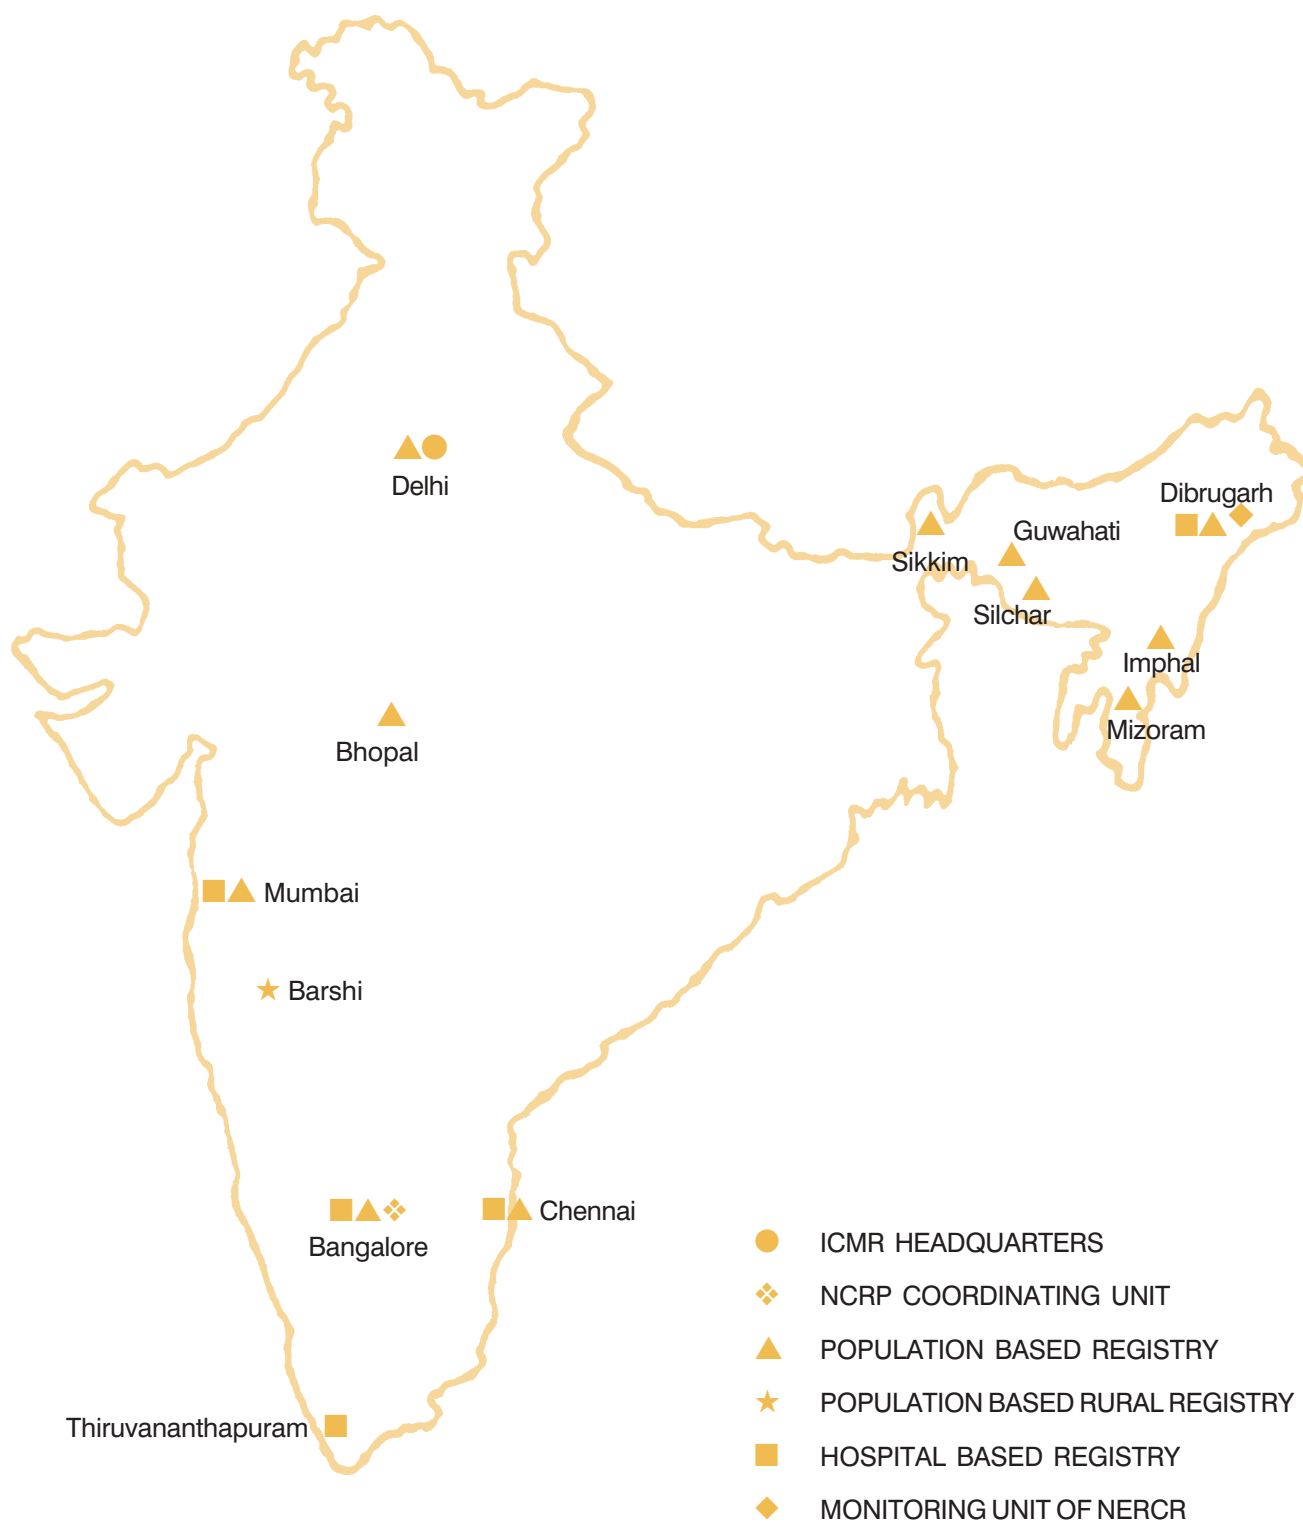 Delhi
Dibrugarh
Guwahati
Sikkim
Silchar
Imphal
Mizoram
Bhopal
Mumbai
Barshi
Chennai
Bangalore
Thiruvananthapuram
ICMR HEADQUARTERS
NCRP COORDINATING UNIT
POPULATION BASED REGISTRY
POPULATION BASED RURAL REGISTRY
HOSPITAL BASED REGISTRY
MONITORING UNIT OF NERCR